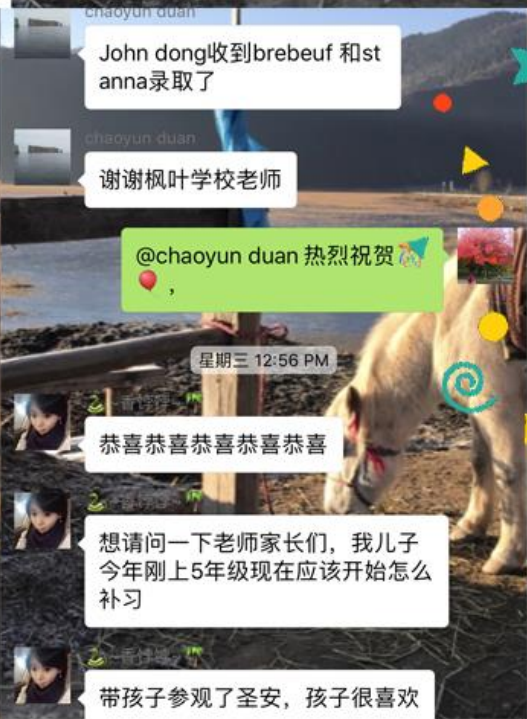 chaoyun duan
John dong收到brebeuf 和st
anna录取了
chaoyun duan
谢谢枫叶学校老师
@chaoyun duan 热烈祝贺🎊
🎈，
星期三 12:56 PM
恭喜恭喜恭喜恭喜恭喜
想请问一下老师家长们，我儿子
今年刚上5年级现在应该开始怎么
补习
带孩子参观了圣安，孩子很喜欢